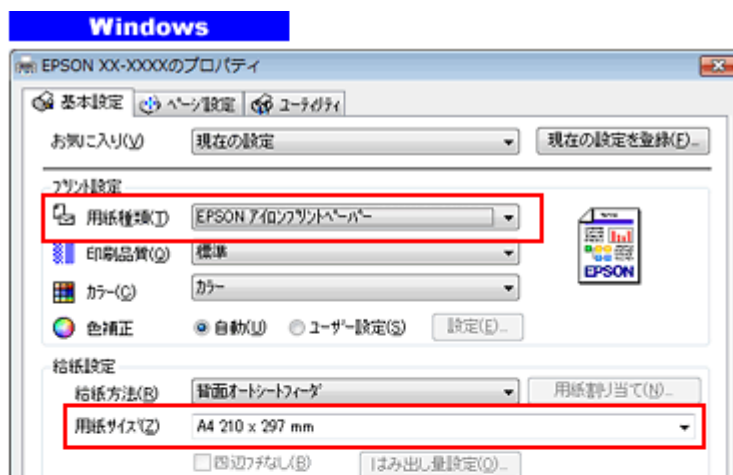 Windows
EPSON XX-XXXXのプロパティ
基本設定 ページ設定 ユーティリティ
お気に入り(V) 現在の設定 現在の設定を登録(F)...
プリント設定
用紙種類(T) EPSON アイロンプリントペーパー
印刷品質(Q) 標準
カラー(C) カラー
EPSON
色補正 自動(U) ユーザー設定(S) 設定(E)...
給紙設定
給紙方法(R) 背面オートシートフィーダ 用紙割り当て(N)...
用紙サイズ(Z) A4 210 x 297 mm
四辺フチなし(B) はみ出し量設定(O)...